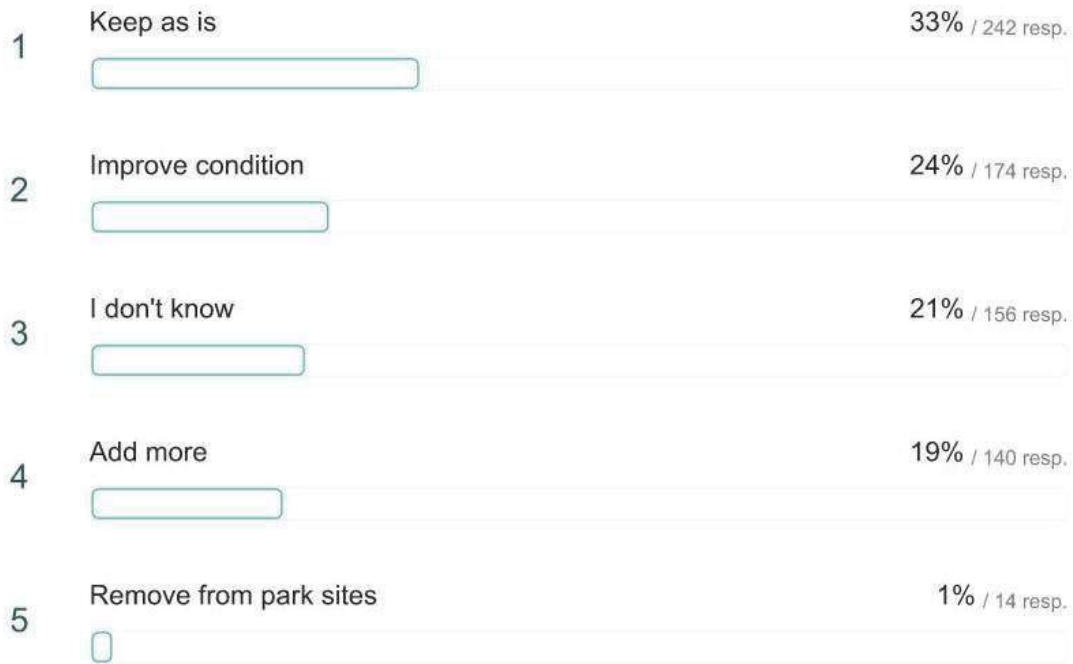 1 Keep as is 33% / 242 resp.
2 Improve condition 24% / 174 resp.
3 I don't know 21% / 156 resp.
4 Add more 19% / 140 resp.
5 Remove from park sites 1% / 14 resp.